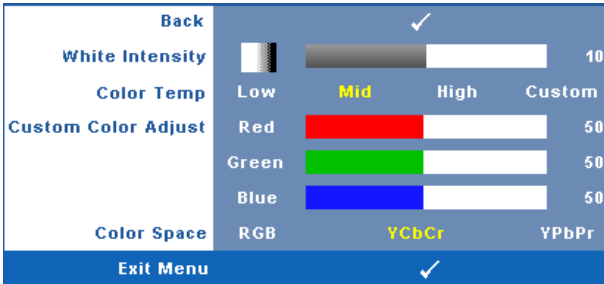 Back
White Intensity 10
Color Temp Low Mid High Custom
Custom Color Adjust Red 50
Green 50
Blue 50
Color Space RGB YCbCr YPbPr
Exit Menu